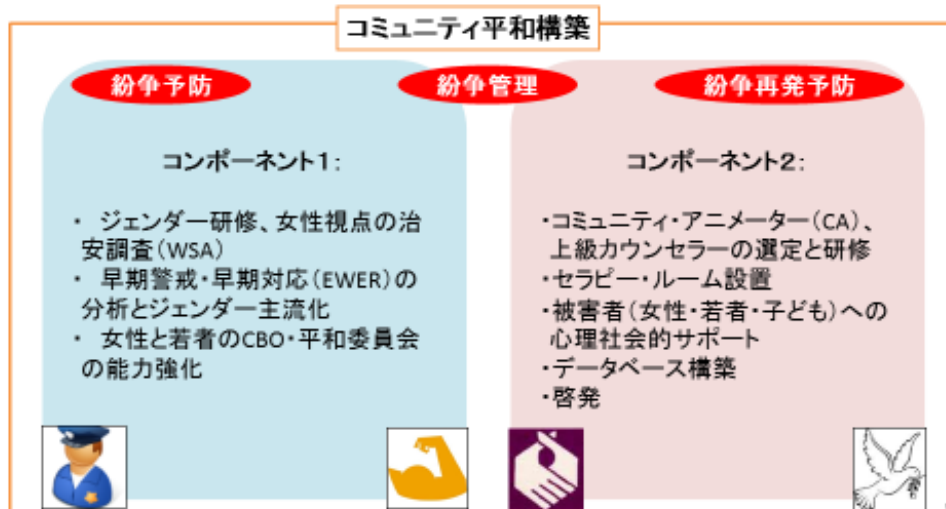 コミュニティ平和構築
紛争予防
紛争管理
紛争再発予防
コンポーネント1:
・ ジェンダー研修、女性視点の治
安調査(WSA)
・ 早期警戒・早期対応(EWER)の
分析とジェンダー主流化
・ 女性と若者のCBO・平和委員会
の能力強化
コンポーネント2:
・コミュニティ・アニメーター(CA)、
上級カウンセラーの選定と研修
・セラピー・ルーム設置
・被害者(女性・若者・子ども)への
心理社会的サポート
・データベース構築
・啓発